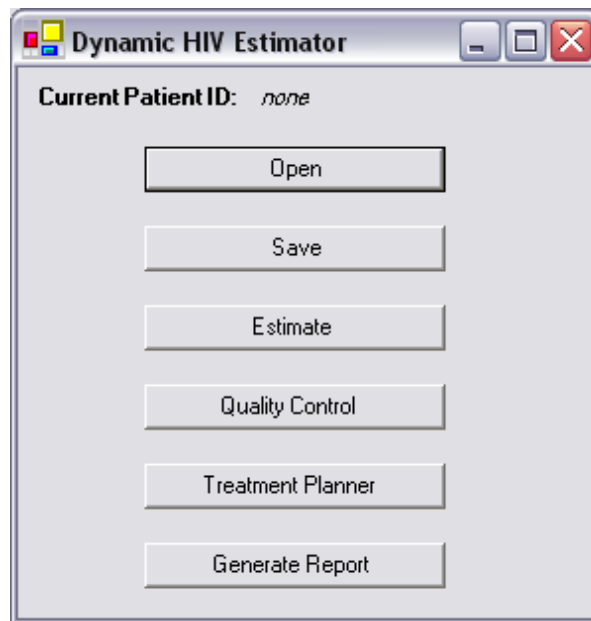 Dynamic HIV Estimator
Current Patient ID: none
Open
Save
Estimate
Quality Control
Treatment Planner
Generate Report